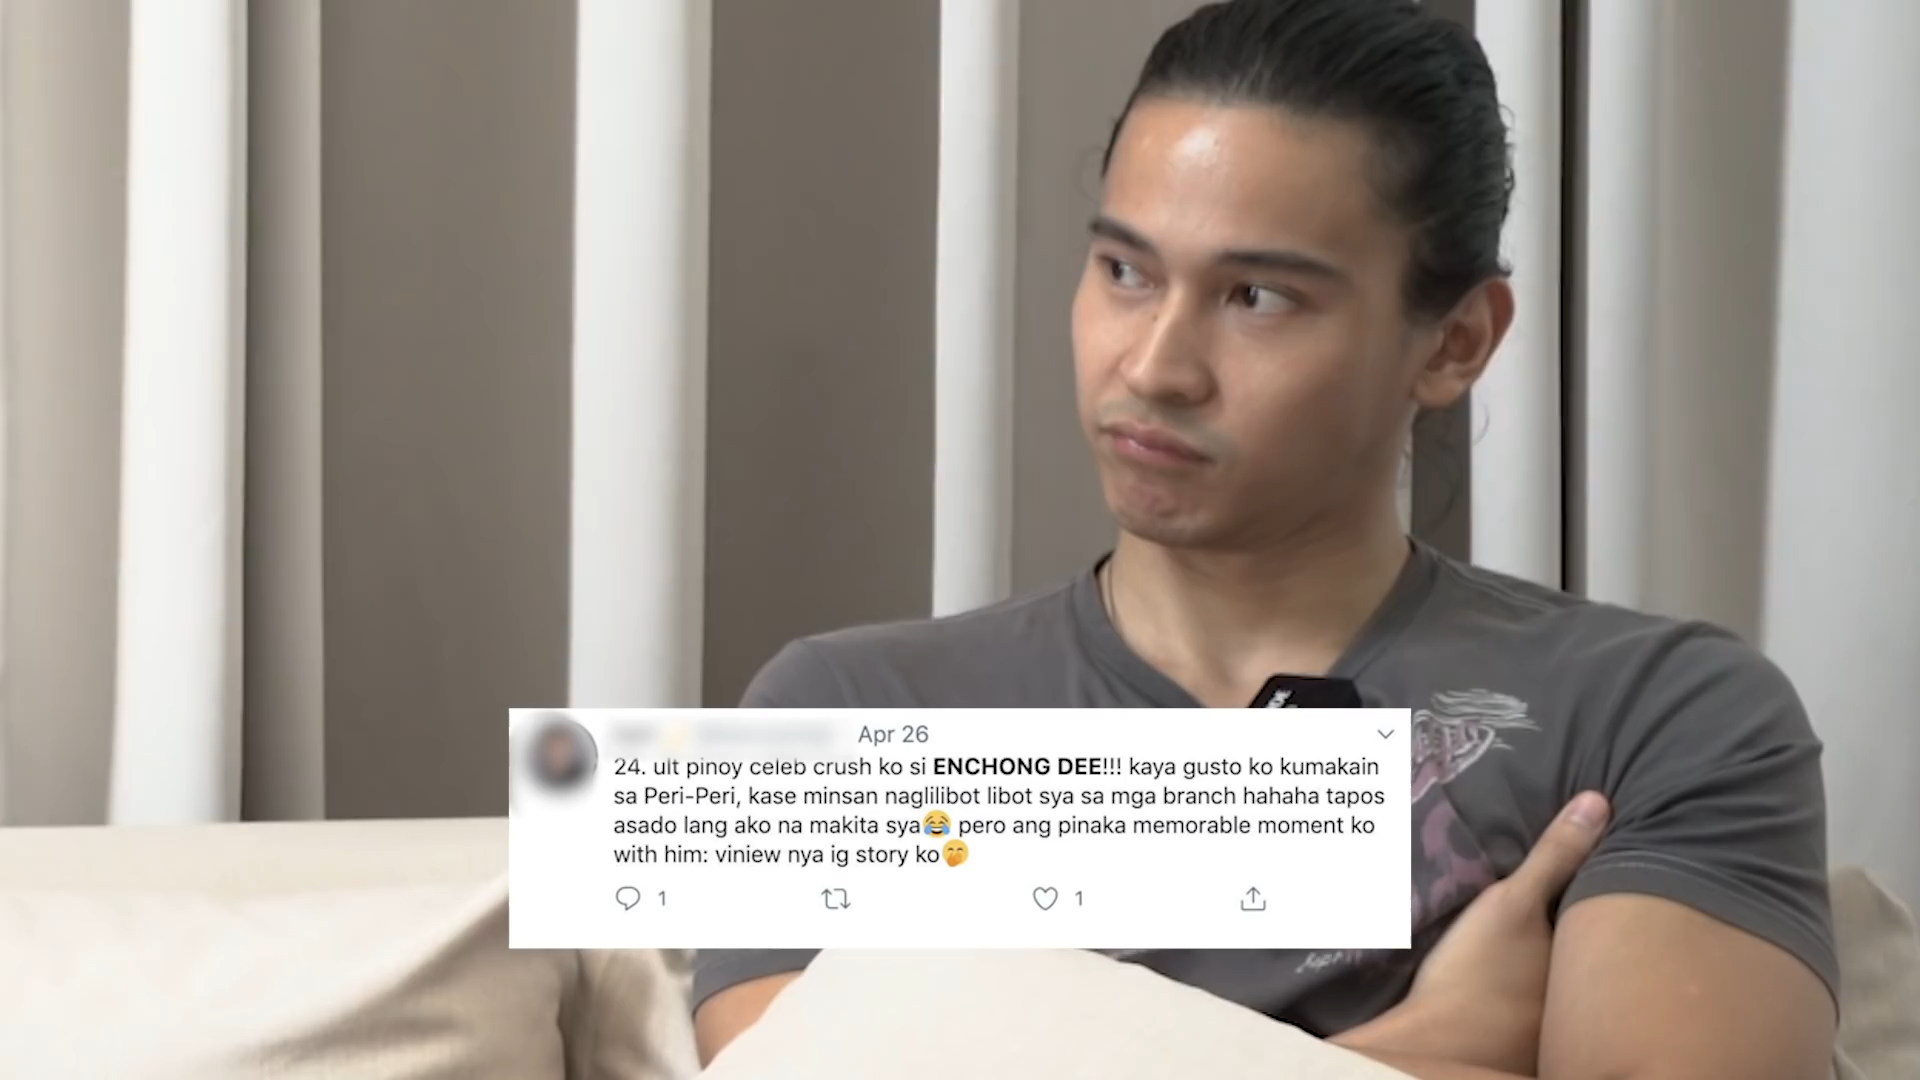 Apr 26
24. ult pinoy celeb crush ko si ENCHONG DEE!!! kaya gusto ko kumakain
sa Peri-Peri, kase minsan naglilibot libot sya sa mga branch hahaha tapos
asado lang ako na makita sya😂 pero ang pinaka memorable moment ko
with him: viniew nya ig story ko🤭
1 1